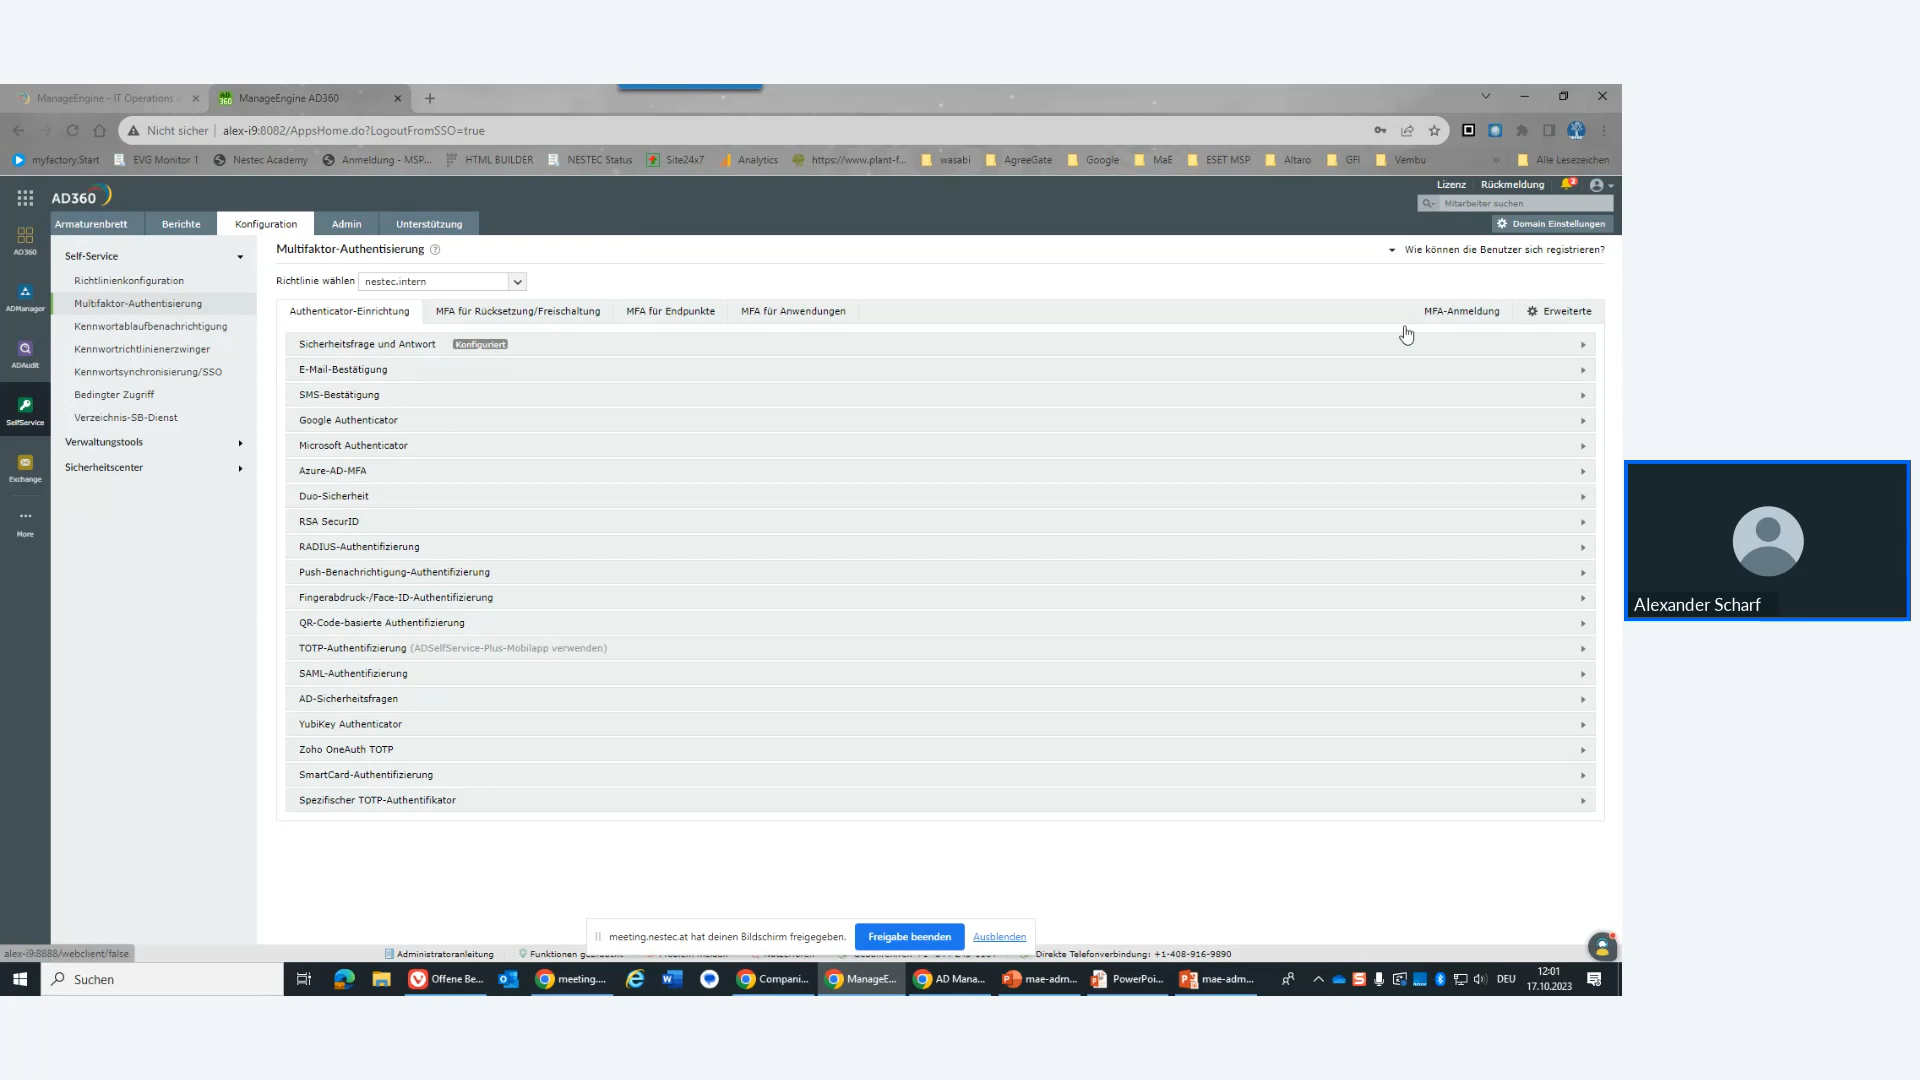 ManageEngine - IT Operations
ManageEngine AD360
Nicht sicher
alex-i9:8082/AppsHome.do?LogoutFromSSO=true
myfactory.Start
EVG Monitor 1
Nestec Academy
Anmeldung - MSP...
HTML BUILDER
NESTEC Status
Site24x7
Analytics
https://www.plant-f...
wasabi
AgreeGate
Google
MaE
ESET MSP
Altaro
GFI
Vembu
»
Alle Lesezeichen
AD360
Lizenz
Rückmeldung
2
Mitarbeiter suchen
Armaturenbrett
Berichte
Konfiguration
Admin
Unterstützung
Domain Einstellungen
AD360
ADManager
ADAudit
SelfService
Exchange
More
Self-Service
Richtlinienkonfiguration
Multifaktor-Authentisierung
Kennwortablaufbenachrichtigung
Kennwortrichtlinienerzwinger
Kennwortsynchronisierung/SSO
Bedingter Zugriff
Verzeichnis-SB-Dienst
Verwaltungstools
Sicherheitscenter
Multifaktor-Authentisierung
Wie können die Benutzer sich registrieren?
Richtlinie wählen
nestec.intern
Authenticator-Einrichtung
MFA für Rücksetzung/Freischaltung
MFA für Endpunkte
MFA für Anwendungen
MFA-Anmeldung
Erweiterte
Sicherheitsfrage und Antwort Konfiguriert
E-Mail-Bestätigung
SMS-Bestätigung
Google Authenticator
Microsoft Authenticator
Azure-AD-MFA
Duo-Sicherheit
RSA SecurID
RADIUS-Authentifizierung
Push-Benachrichtigung-Authentifizierung
Fingerabdruck-/Face-ID-Authentifizierung
QR-Code-basierte Authentifizierung
TOTP-Authentifizierung (ADSelfService-Plus-Mobilapp verwenden)
SAML-Authentifizierung
AD-Sicherheitsfragen
YubiKey Authenticator
Zoho OneAuth TOTP
SmartCard-Authentifizierung
Spezifischer TOTP-Authentifikator
Alexander Scharf
meeting.nestec.at hat deinen Bildschirm freigegeben.
Freigabe beenden
Ausblenden
alex-i9:8888/webclient/false
Administratoranleitung
Funktionen
Direkte Telefonverbindung: +1-408-916-9890
Suchen
Offene Be...
meeting....
Compani...
ManageE...
AD Mana...
mae-adm...
PowerPoi...
mae-adm...
DEU
12:01
17.10.2023